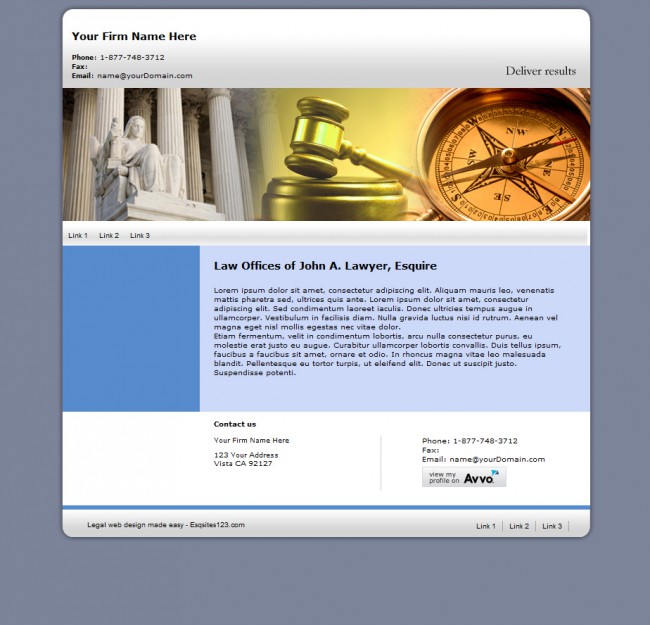 Your Firm Name Here
Phone: 1-877-748-3712
Fax:
Email: name@yourDomain.com
Deliver results
NW
N
NE
W
SW
Link 1 Link 2 Link 3
Law Offices of John A. Lawyer, Esquire
Lorem ipsum dolor sit amet, consectetur adipiscing elit. Aliquam mauris leo, venenatis
mattis pharetra sed, ultrices quis ante. Lorem ipsum dolor sit amet, consectetur
adipiscing elit. Sed condimentum laoreet iaculis. Donec ultricies tempus augue in
ullamcorper. Vestibulum in facilisis diam. Nulla gravida luctus nisi id rutrum. Aenean vel
magna eget nisl mollis egestas nec vitae dolor.
Etiam fermentum, velit in condimentum lobortis, arcu nulla consectetur purus, eu
molestie erat justo eu augue. Curabitur ullamcorper lobortis convallis. Duis tellus ipsum,
faucibus a faucibus sit amet, ornare et odio. In rhoncus magna vitae leo malesuada
blandit. Pellentesque eu tortor turpis, ut eleifend elit. Donec ut suscipit justo.
Suspendisse potenti.
Contact us
Your Firm Name Here
123 Your Address
Vista CA 92127
Phone: 1-877-748-3712
Fax:
Email: name@yourDomain.com
view my
profile on Avvo
Legal web design made easy - Esqsites123.com
Link 1 Link 2 Link 3